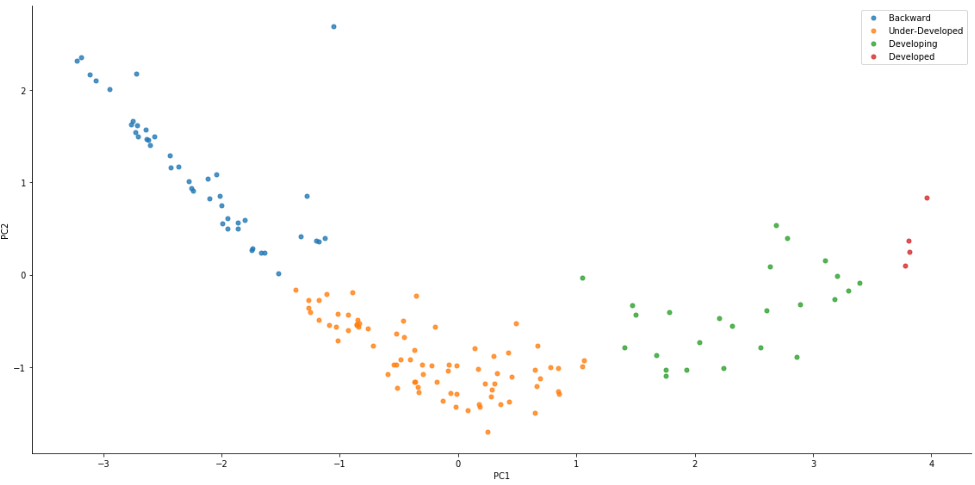 Backward
Under-Developed
Developing
Developed
2
1
0
−1
PC2
−3
−2
−1
0
1
2
3
4
PC1